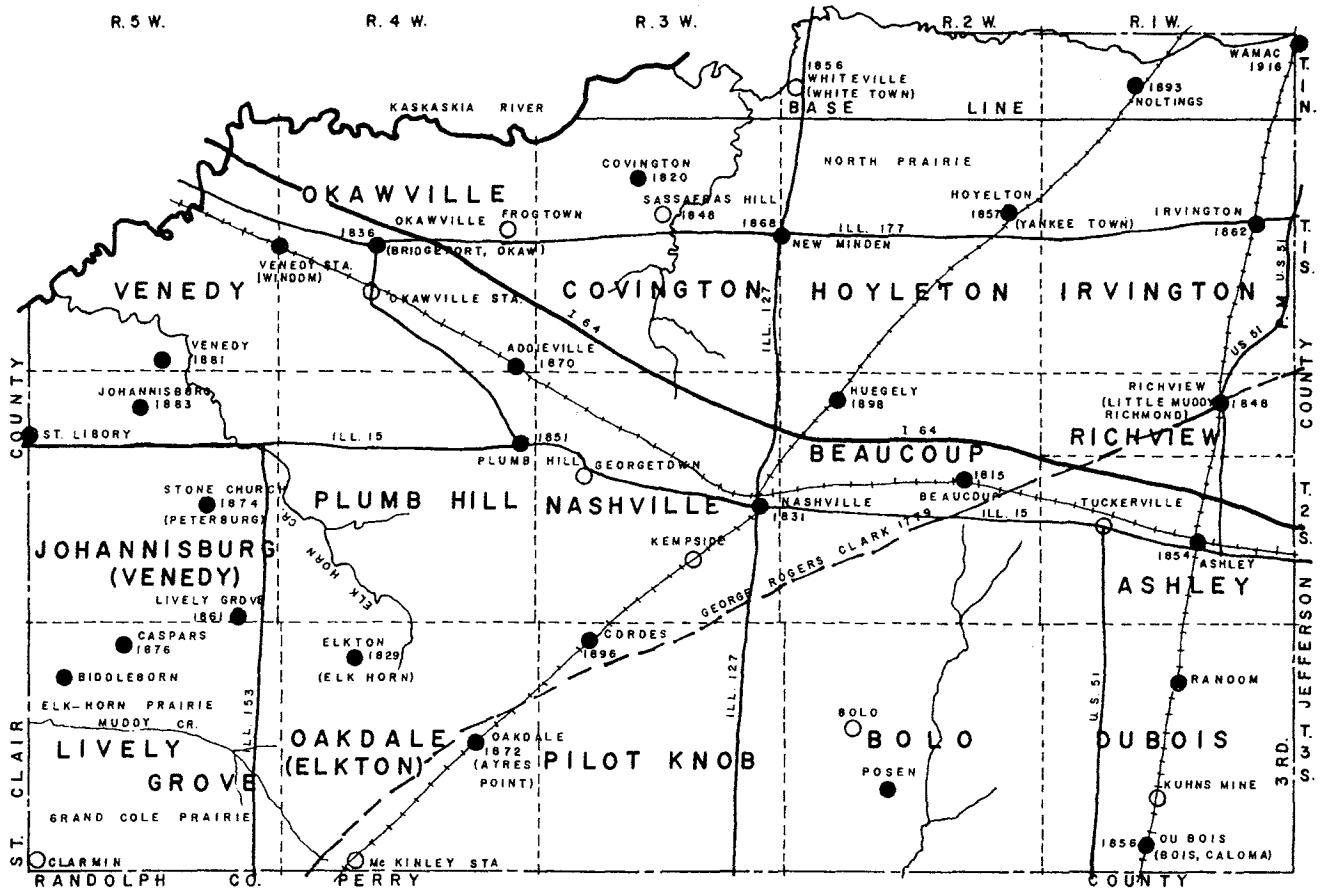 R. 5 W. R. 4 W. R. 3 W. R. 2 W. R. 1 W.
WAMAC
1916
T. I N.
1856
WHITEVILLE
(WHITE TOWN)
1893
NOLTINGS
KASKASKIA RIVER
BASE LINE
NORTH PRAIRIE
COVINGTON
1820
OKAWVILLE
SASSAFRAS HILL
1848
HOYELTON
1857
(YANKEE TOWN)
IRVINGTON
1862
T. I S.
OKAWVILLE
1836
(BRIDGEPORT, OKAW)
FROGTOWN
1868
NEW MINDEN
ILL. 177
VENEDY STA.
(WINDOM)
OKAWVILLE STA.
VENEDY
COVINGTON
HOYLETON
IRVINGTON
F.M. US 51
I 64
ILL. 127
US 51
VENEDY
1881
ADDIEVILLE
1870
JOHANNISBURG
1883
HUEGELY
1898
RICHVIEW
(LITTLE MUDDY
RICHMOND)
1848
COUNTY
COUNTY
ST. LIBORY
ILL. 15
1851
PLUMB HILL
GEORGETOWN
I 64
RICHVIEW
BEAUCOUP
1815
BEAUCOUP
TUCKERVILLE
T. 2 S.
STONE CHURCH
1874
(PETERBURG)
PLUMB HILL
NASHVILLE
NASHVILLE
1831
ILL. 15
CR.
ELK HORN
KEMPSIDE
GEORGE ROGERS CLARK 1779
1854
ASHLEY
JOHANNISBURG
(VENEDY)
ASHLEY
LIVELY GROVE
1861
CASPARS
1876
ELKTON
1829
(ELK HORN)
CORDES
1896
BIDDLEBORN
RANDOM
JEFFERSON
ELK-HORN PRAIRIE
MUDDY CR.
ILL. 153
ILL. 127
U.S. 51
BOLO
LIVELY
GROVE
OAKDALE
(ELKTON)
OAKDALE
1872
(AYRES
POINT)
PILOT KNOB
BOLO
DUBOIS
T. 3 S.
3 RD.
POSEN
KUHNS MINE
GRAND COLE PRAIRIE
ST. CLAIR
1856
DU BOIS
(BOIS, CALOMA)
CLARMIN
Mc KINLEY STA
RANDOLPH CO. PERRY COUNTY